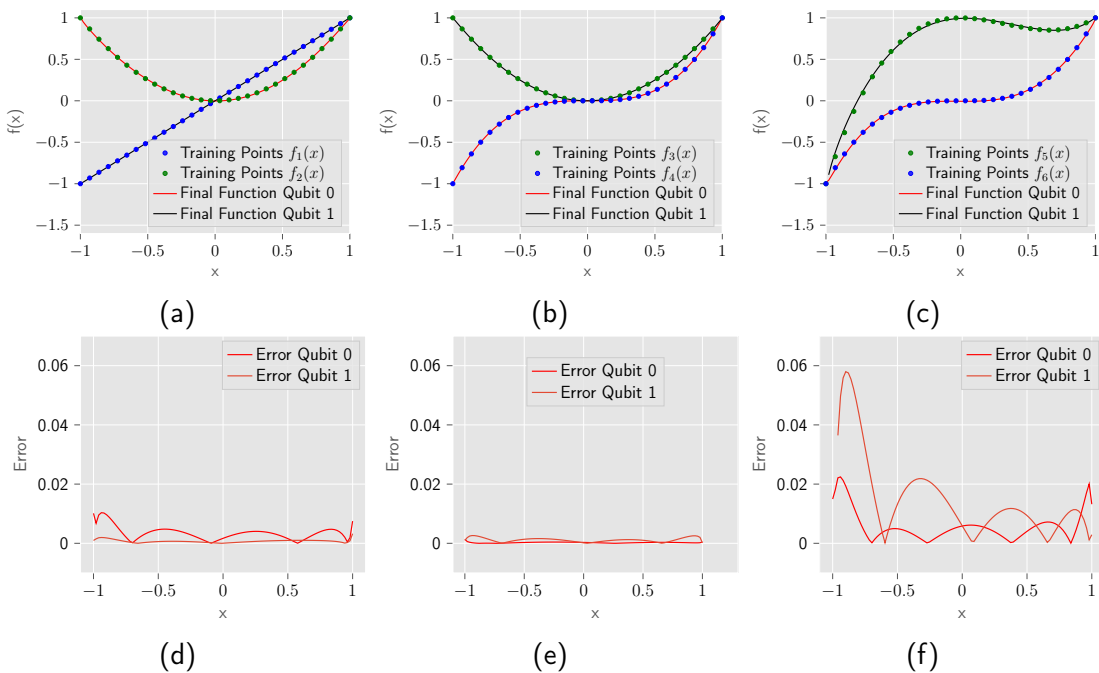 1
0.5
0
−0.5
−1
−1.5
f(x)
Training Points f₁(x)
Training Points f₂(x)
Final Function Qubit 0
Final Function Qubit 1
−1
−0.5
0
0.5
1
x
(a)
1
0.5
0
−0.5
−1
−1.5
f(x)
Training Points f₃(x)
Training Points f₄(x)
Final Function Qubit 0
Final Function Qubit 1
−1
−0.5
0
0.5
1
x
(b)
1
0.5
0
−0.5
−1
−1.5
f(x)
Training Points f₅(x)
Training Points f₆(x)
Final Function Qubit 0
Final Function Qubit 1
−1
−0.5
0
0.5
1
x
(c)
0.06
0.04
0.02
0
Error
Error Qubit 0
Error Qubit 1
−1
−0.5
0
0.5
1
x
(d)
0.06
0.04
0.02
0
Error
Error Qubit 0
Error Qubit 1
−1
−0.5
0
0.5
1
x
(e)
0.06
0.04
0.02
0
Error
Error Qubit 0
Error Qubit 1
−1
−0.5
0
0.5
1
x
(f)